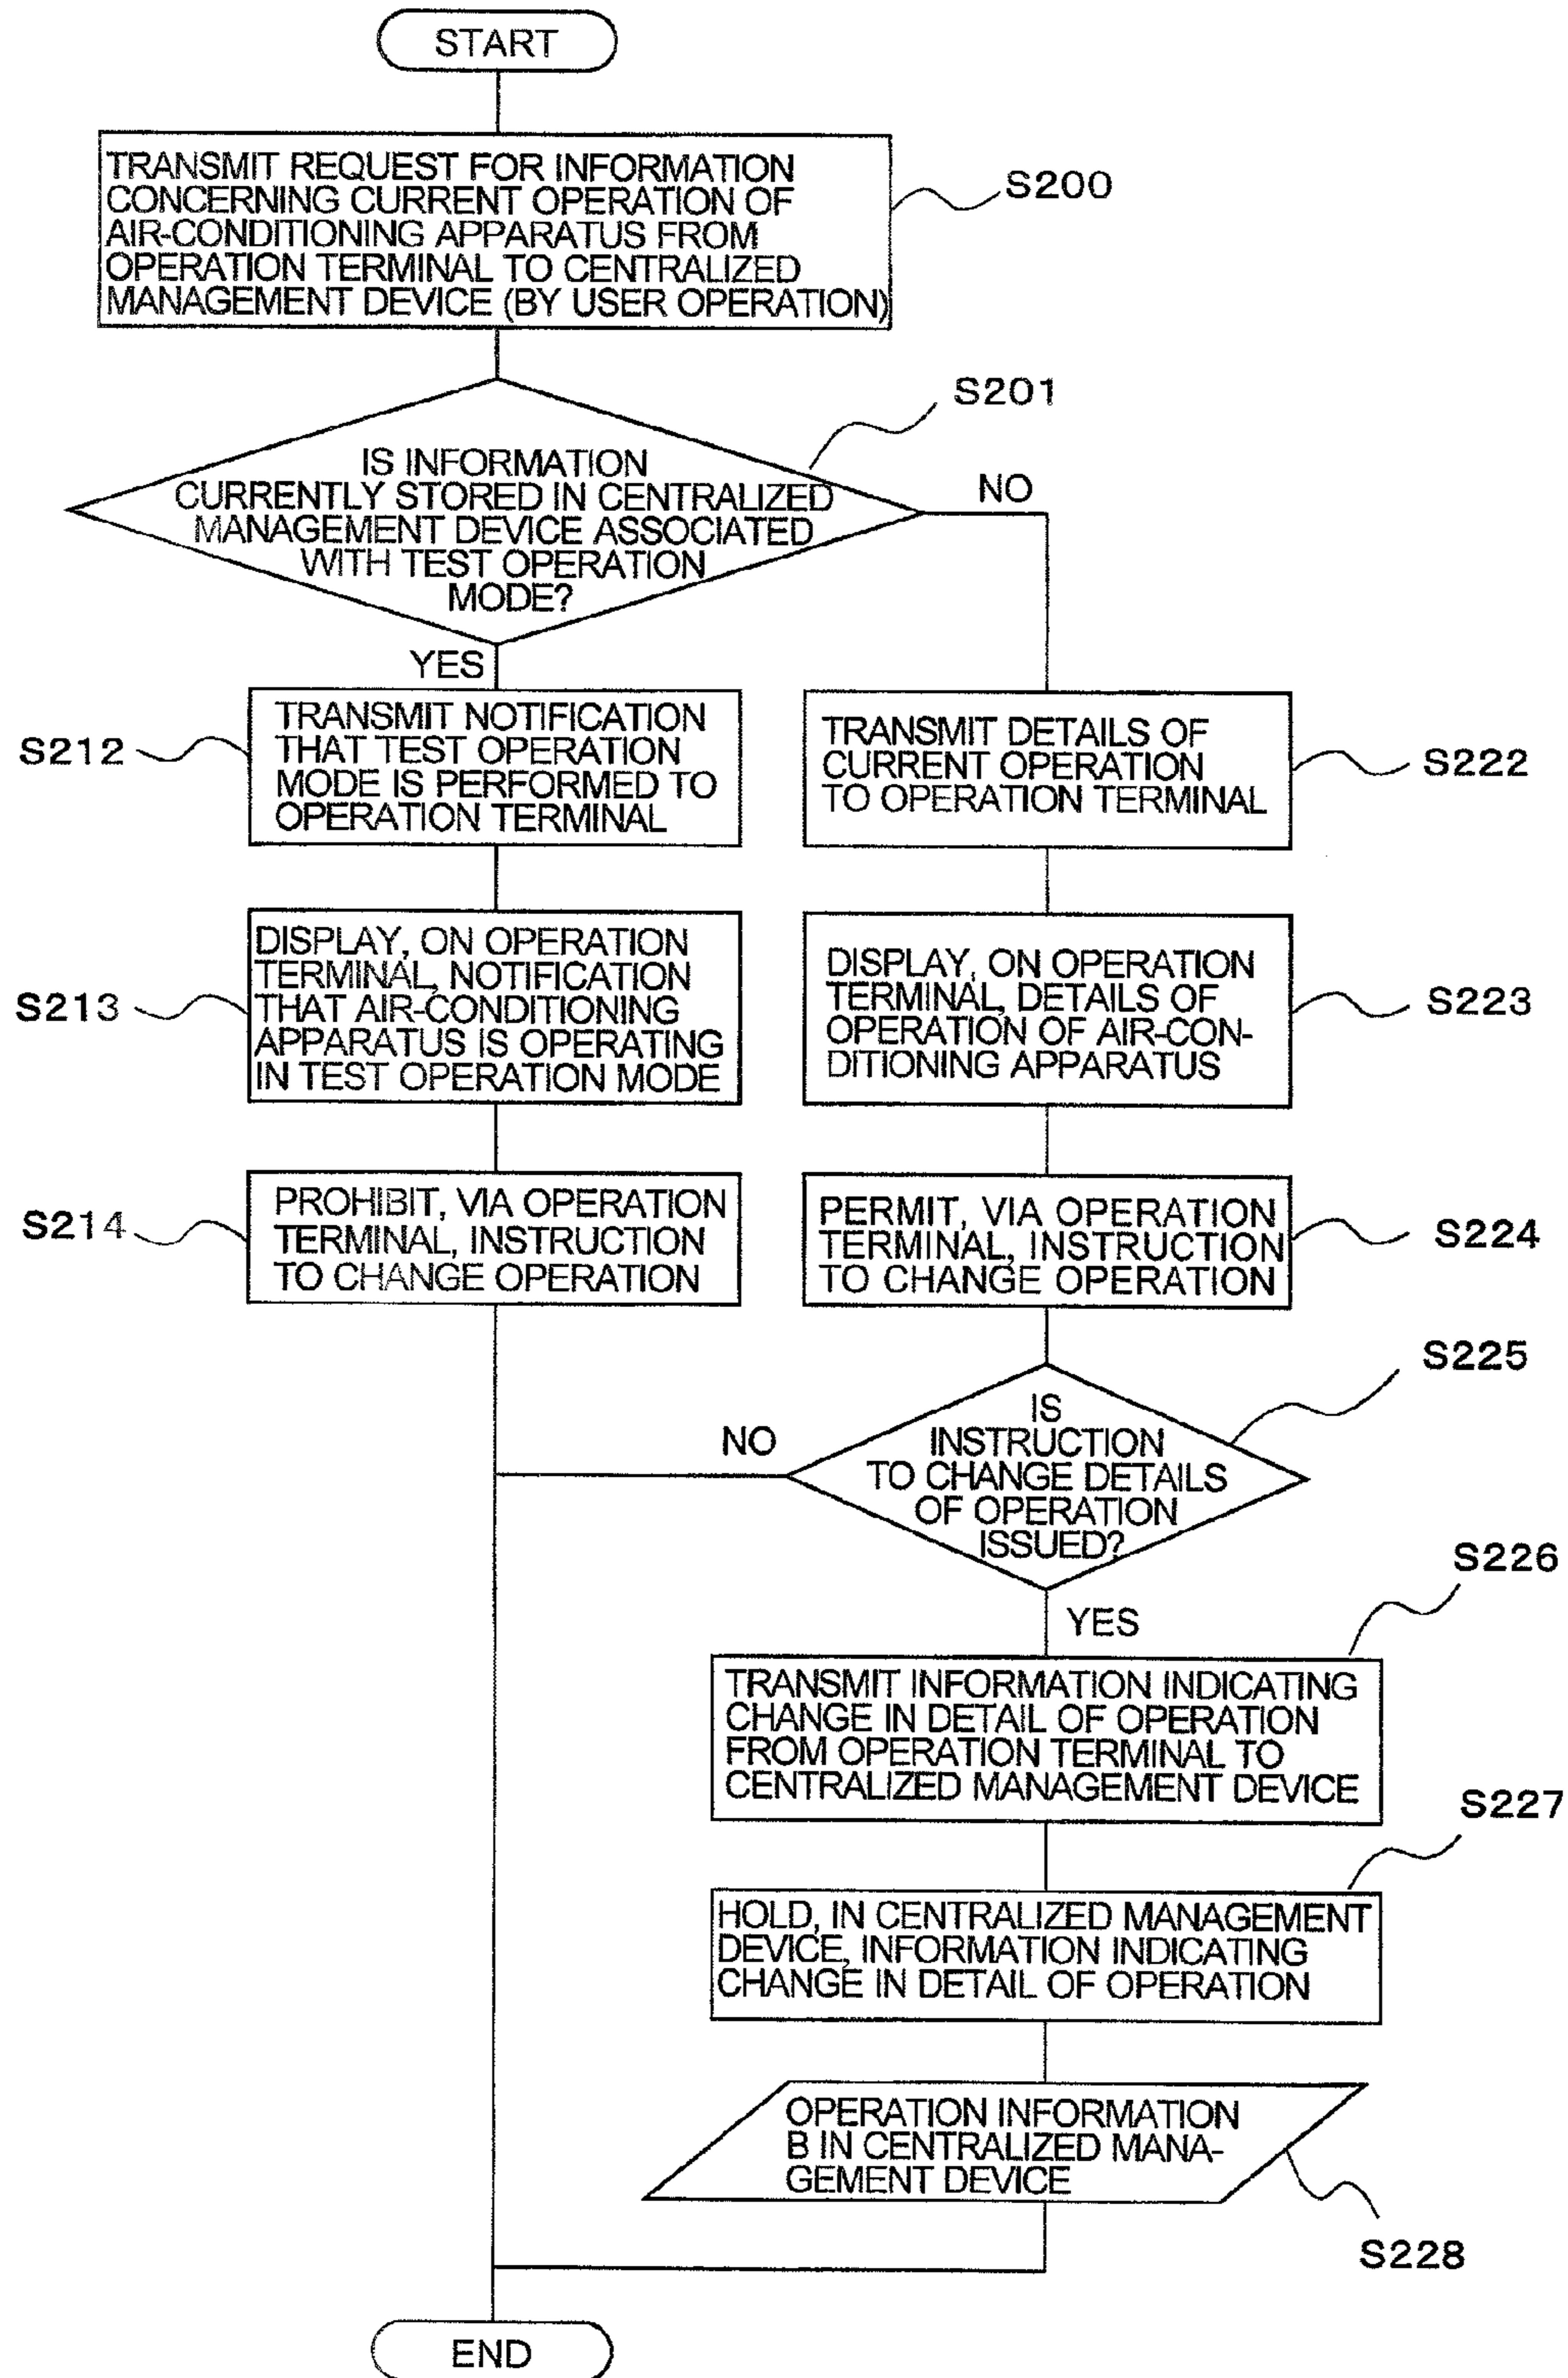 START
TRANSMIT REQUEST FOR INFORMATION
CONCERNING CURRENT OPERATION OF
AIR-CONDITIONING APPARATUS FROM
OPERATION TERMINAL TO CENTRALIZED
MANAGEMENT DEVICE (BY USER OPERATION)
S200
S201
IS INFORMATION
CURRENTLY STORED IN CENTRALIZED
MANAGEMENT DEVICE ASSOCIATED
WITH TEST OPERATION
MODE?
NO
YES
S212
TRANSMIT NOTIFICATION
THAT TEST OPERATION
MODE IS PERFORMED TO
OPERATION TERMINAL
TRANSMIT DETAILS OF
CURRENT OPERATION
TO OPERATION TERMINAL
S222
S213
DISPLAY, ON OPERATION
TERMINAL, NOTIFICATION
THAT AIR-CONDITIONING
APPARATUS IS OPERATING
IN TEST OPERATION MODE
DISPLAY, ON OPERATION
TERMINAL, DETAILS OF
OPERATION OF AIR-CON-
DITIONING APPARATUS
S223
S214
PROHIBIT, VIA OPERATION
TERMINAL, INSTRUCTION
TO CHANGE OPERATION
PERMIT, VIA OPERATION
TERMINAL, INSTRUCTION
TO CHANGE OPERATION
S224
S225
IS
INSTRUCTION
TO CHANGE DETAILS
OF OPERATION
ISSUED?
NO
YES
S226
TRANSMIT INFORMATION INDICATING
CHANGE IN DETAIL OF OPERATION
FROM OPERATION TERMINAL TO
CENTRALIZED MANAGEMENT DEVICE
S227
HOLD, IN CENTRALIZED MANAGEMENT
DEVICE, INFORMATION INDICATING
CHANGE IN DETAIL OF OPERATION
OPERATION INFORMATION
B IN CENTRALIZED MANA-
GEMENT DEVICE
S228
END